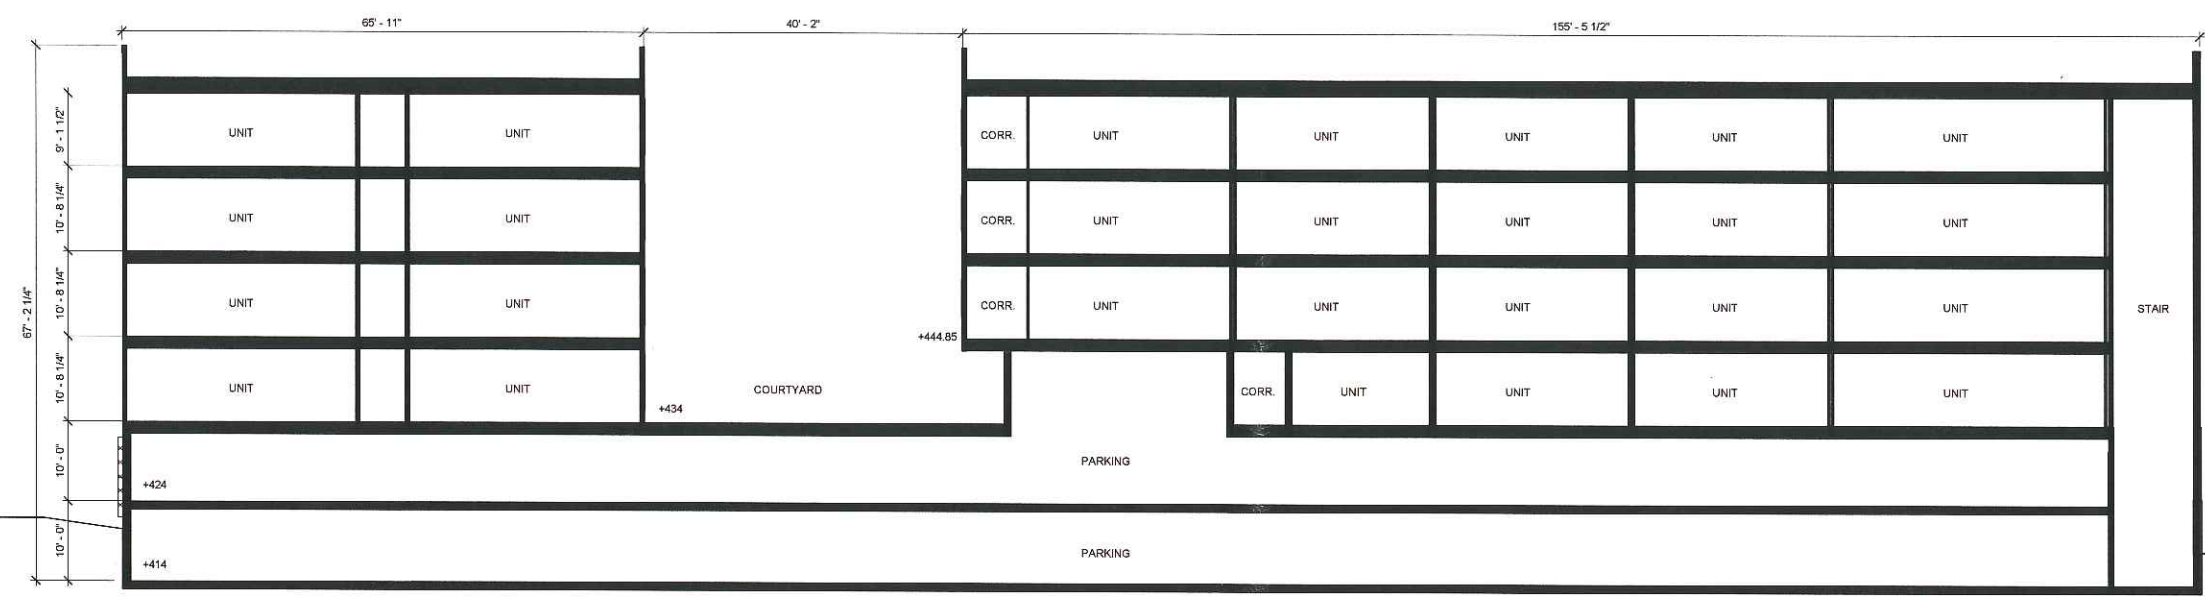 65' - 11"
40' - 2"
155' - 5 1/2"
9' - 1 1/2"
UNIT
UNIT
CORR.
UNIT
UNIT
UNIT
UNIT
UNIT
10' - 8 1/4"
UNIT
UNIT
CORR.
UNIT
UNIT
UNIT
UNIT
UNIT
67' - 2 1/4"
10' - 8 1/4"
UNIT
UNIT
CORR.
UNIT
UNIT
UNIT
UNIT
UNIT
STAIR
+444.85
10' - 8 1/4"
UNIT
UNIT
COURTYARD
CORR.
UNIT
UNIT
UNIT
UNIT
+434
10' - 0"
PARKING
+424
10' - 0"
PARKING
+414